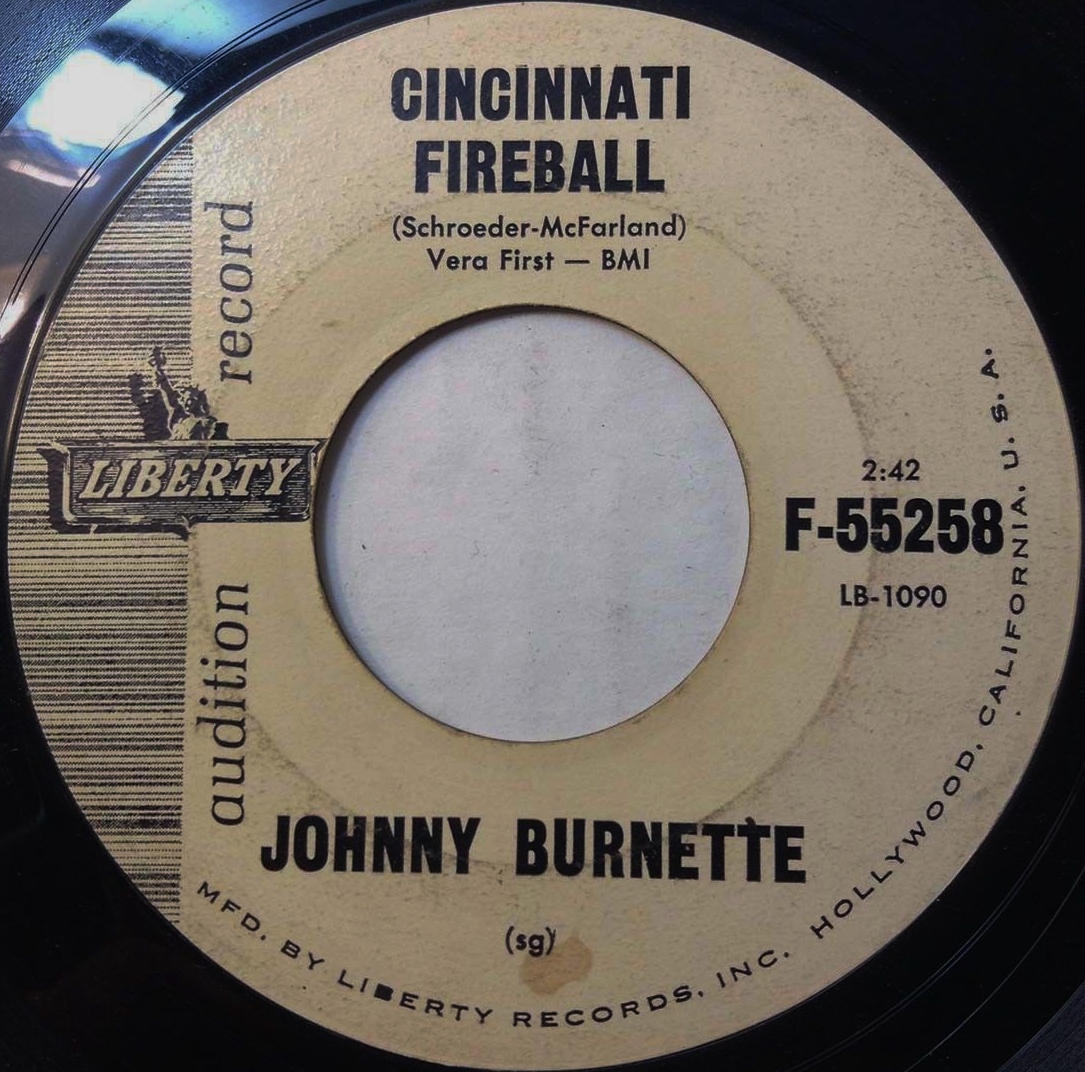 CINCINNATI
FIREBALL
(Schroeder-McFarland)
Vera First — BMI
audition record
LIBERTY
2:42
F-55258
LB-1090
JOHNNY BURNETTE
(sg)
MFD. BY LIBERTY RECORDS, INC. HOLLYWOOD, CALIFORNIA, U. S. A.